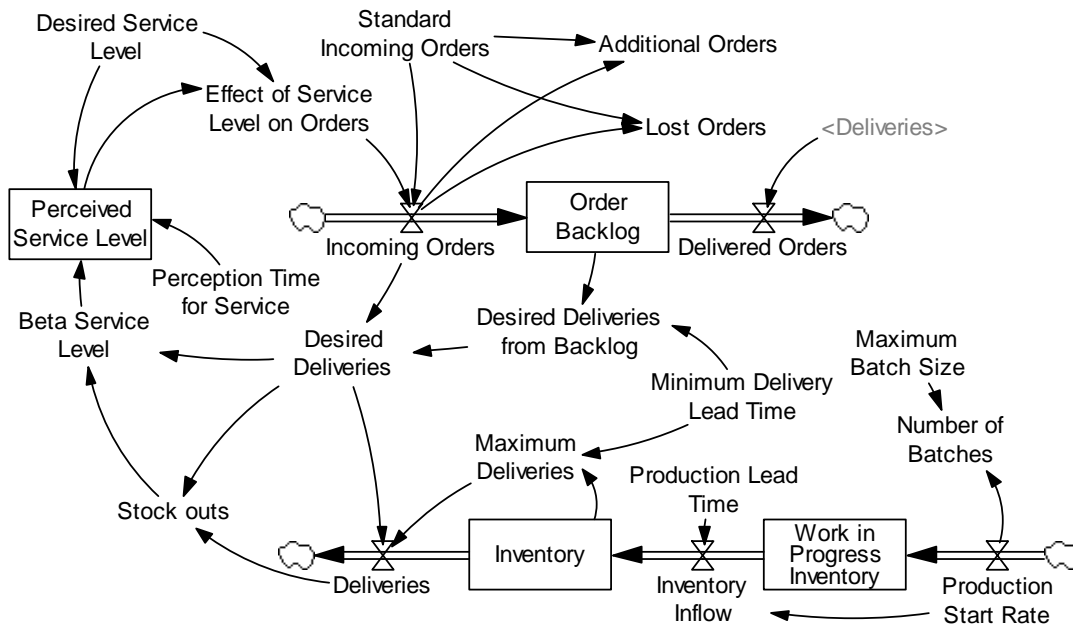 Desired Service
Level
Standard
Incoming Orders
Additional Orders
Effect of Service
Level on Orders
Lost Orders
<Deliveries>
Perceived
Service Level
Order
Backlog
Incoming Orders
Delivered Orders
Perception Time
for Service
Beta Service
Level
Desired
Deliveries
Desired Deliveries
from Backlog
Maximum
Batch Size
Minimum Delivery
Lead Time
Number of
Batches
Maximum
Deliveries
Production Lead
Time
Stock outs
Inventory
Work in
Progress
Inventory
Deliveries
Inventory
Inflow
Production
Start Rate